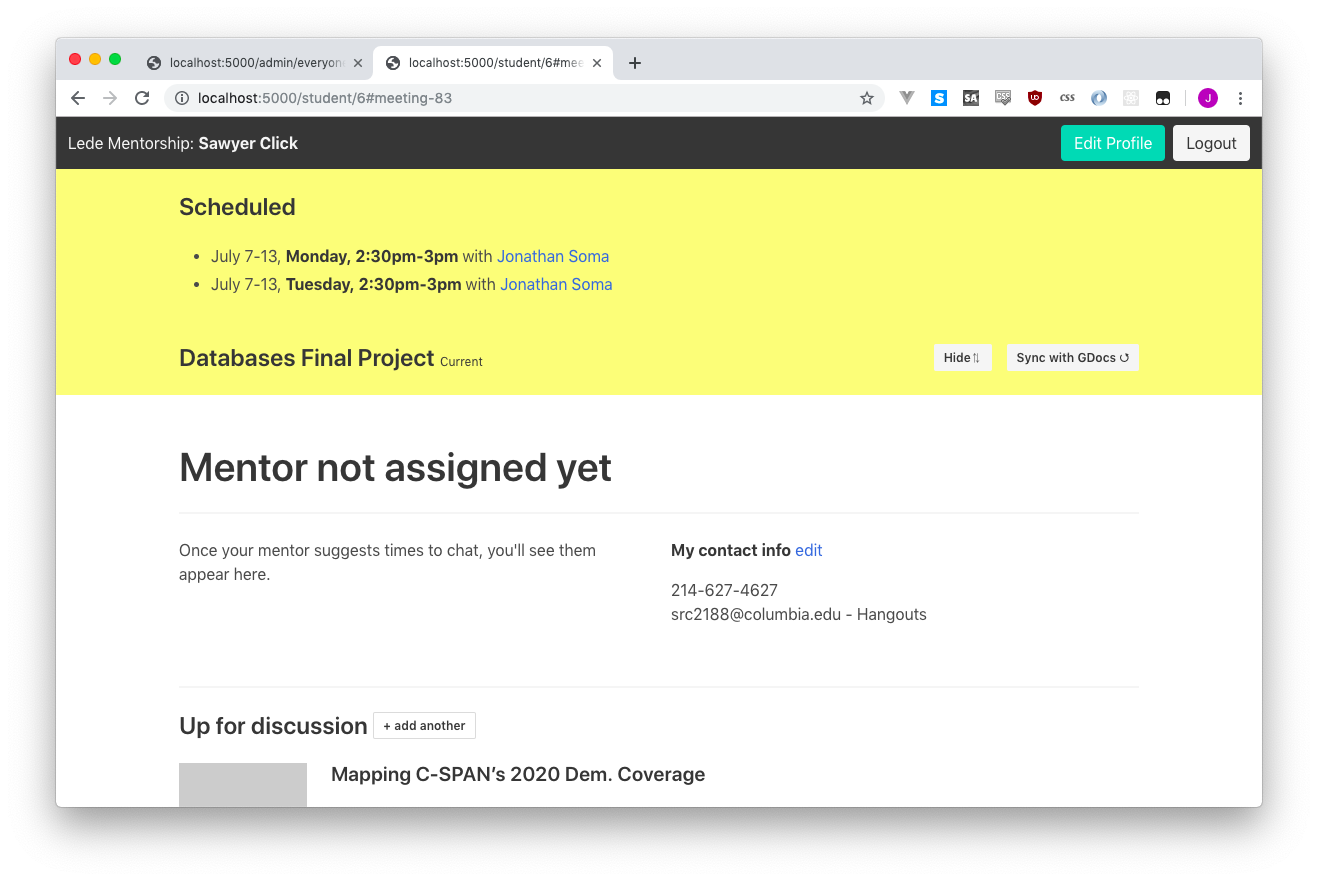 localhost:5000/admin/everyon
localhost:5000/student/6#mee
localhost:5000/student/6#meeting-83
S SA CSS UD css J
Lede Mentorship: Sawyer Click
Edit Profile
Logout
Scheduled
• July 7-13, Monday, 2:30pm-3pm with Jonathan Soma
• July 7-13, Tuesday, 2:30pm-3pm with Jonathan Soma
Databases Final Project Current
Hide⇅
Sync with GDocs ↺
Mentor not assigned yet
Once your mentor suggests times to chat, you'll see them
appear here.
My contact info edit
214-627-4627
src2188@columbia.edu - Hangouts
Up for discussion + add another
Mapping C-SPAN’s 2020 Dem. Coverage